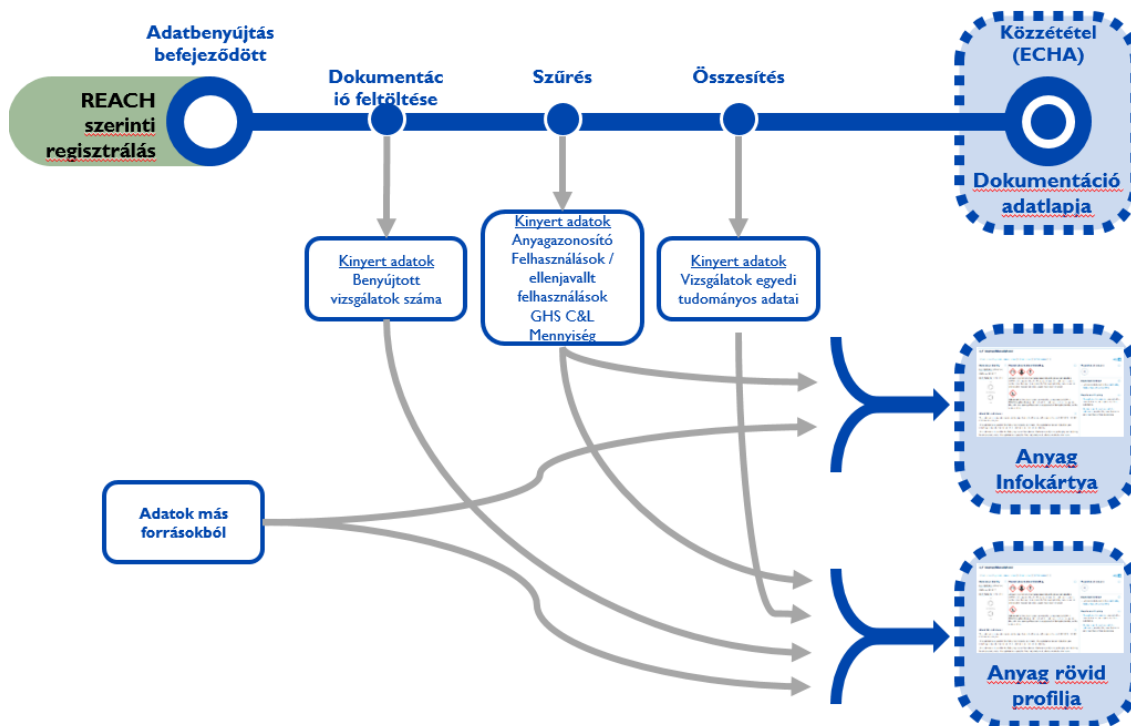 Adatbenyújtás
befejeződött
Dokumentác
ió feltöltése
Szűrés
Összesítés
Közzététel
(ECHA)
REACH
szerinti
regisztrálás
Dokumentáció
adatlapja
Kinyert adatok
Benyújtott
vizsgálatok száma
Kinyert adatok
Anyagazonosító
Felhasználások /
ellenjavallt
felhasználások
GHS C&L
Mennyiség
Kinyert adatok
Vizsgálatok egyedi
tudományos adatai
Anyag
Infokártya
Adatok más
forrásokból
Anyag rövid
profilja